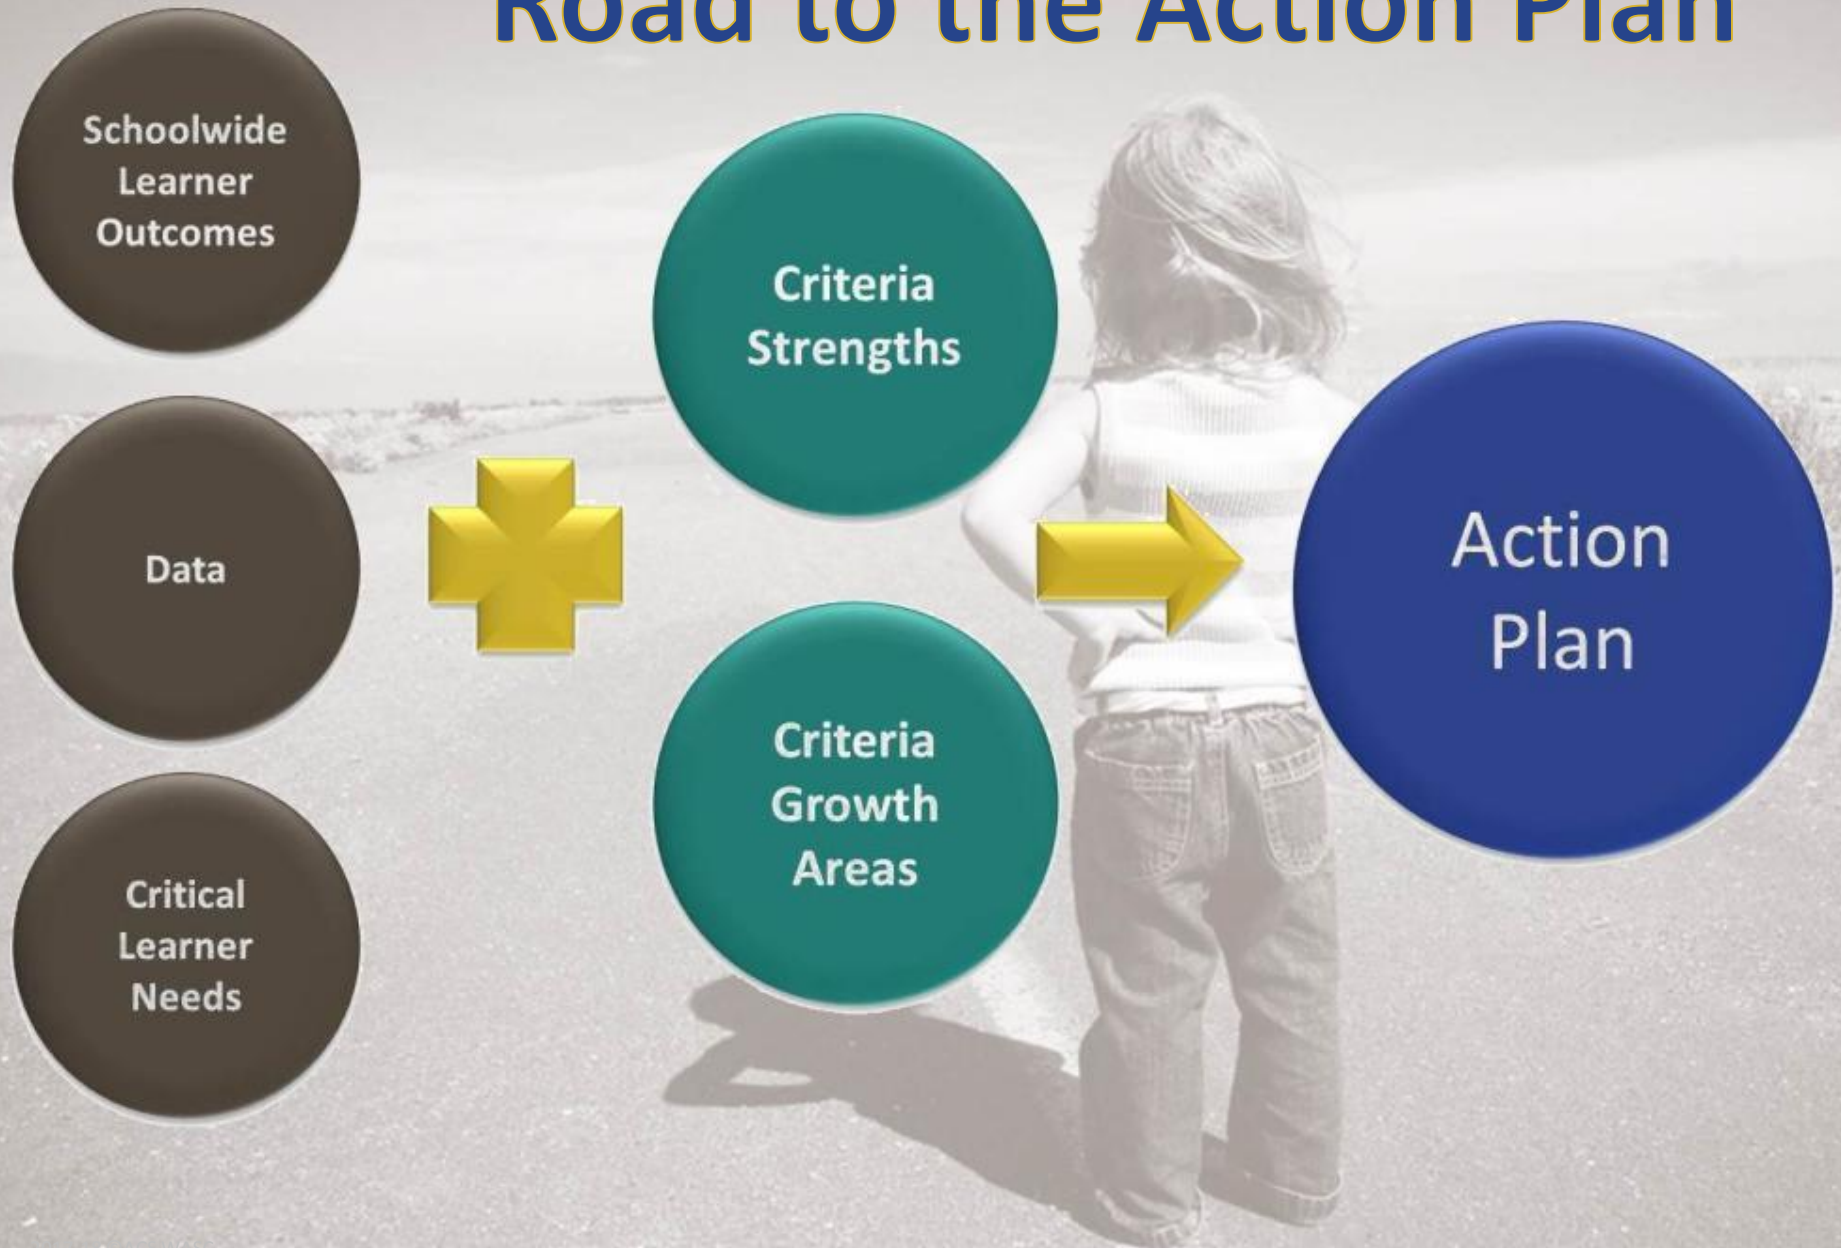 Road to the Action Plan
Schoolwide
Learner
Outcomes
Data
Critical
Learner
Needs
Criteria
Strengths
Criteria
Growth
Areas
Action
Plan